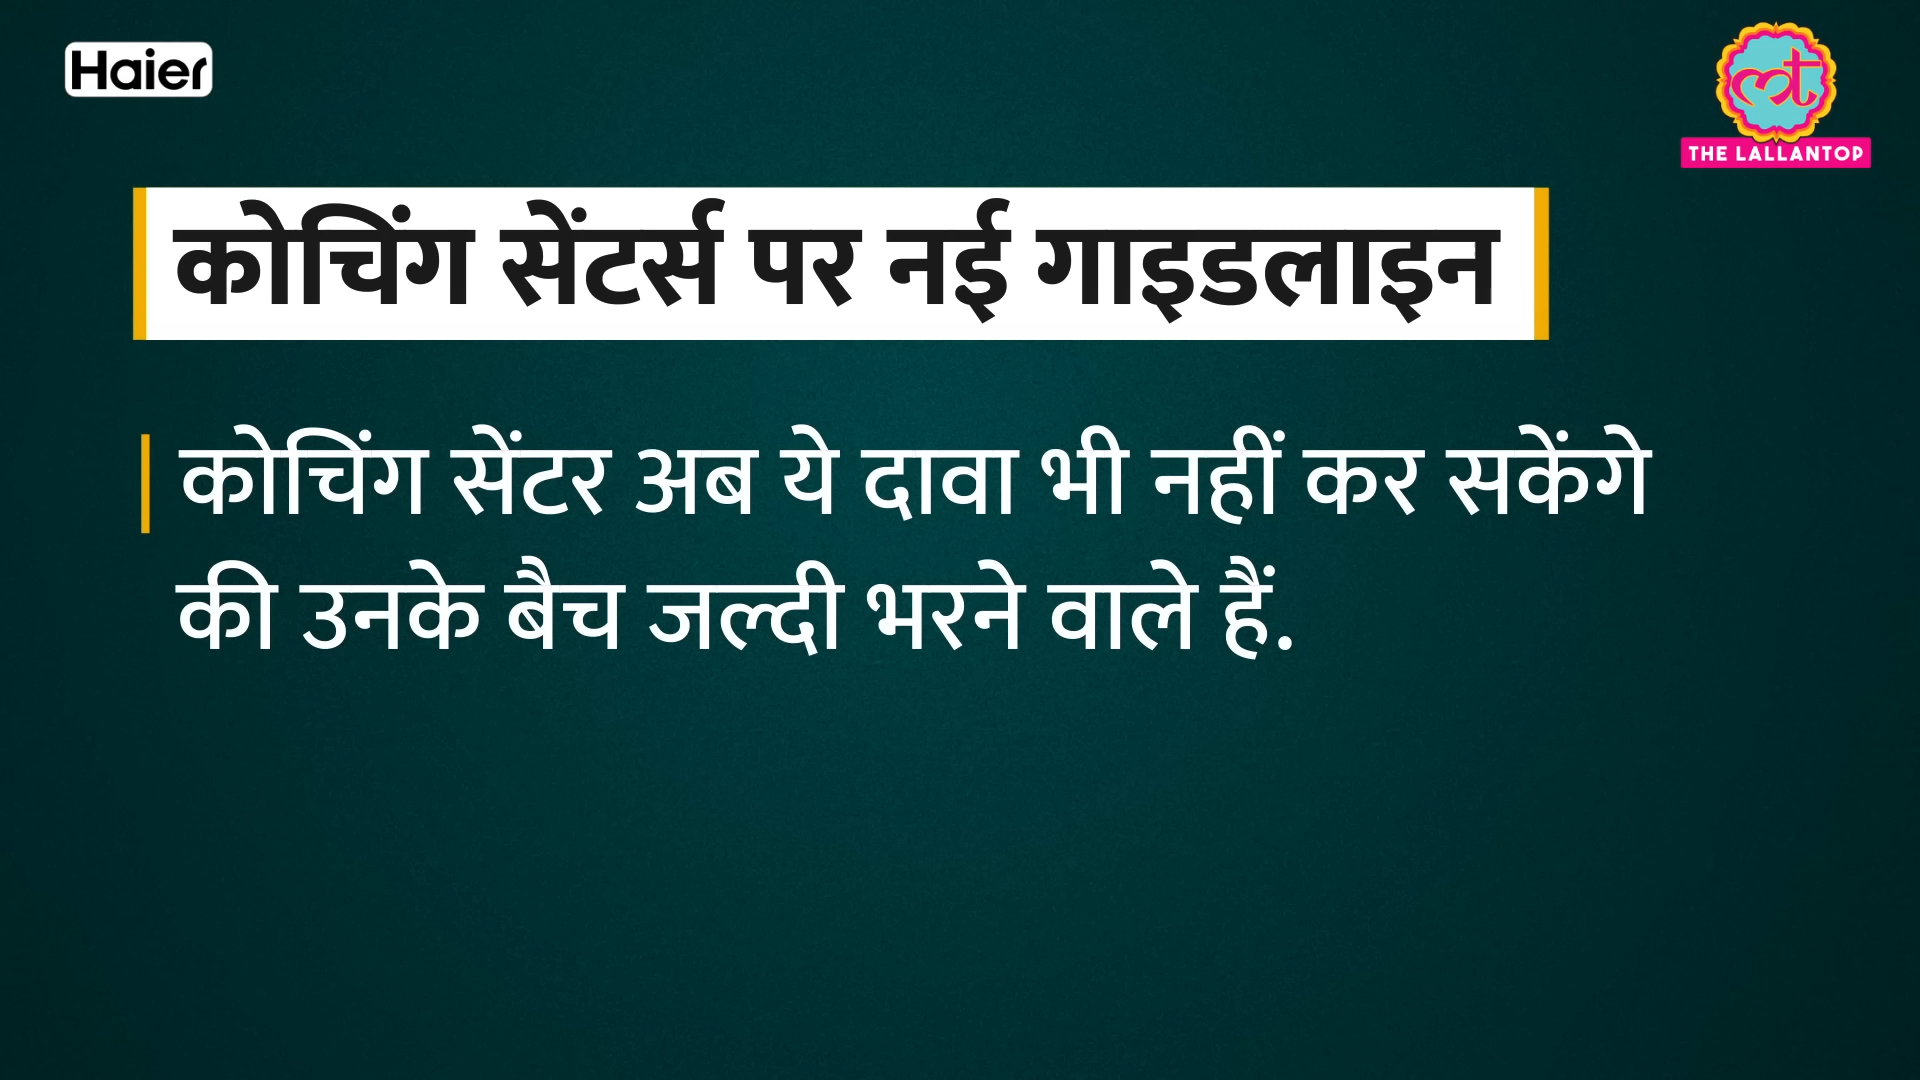 Haier
THE LALLANTOP
कोचिंग सेंटर्स पर नई गाइडलाइन
कोचिंग सेंटर अब ये दावा भी नहीं कर सकेंगे
की उनके बैच जल्दी भरने वाले हैं.